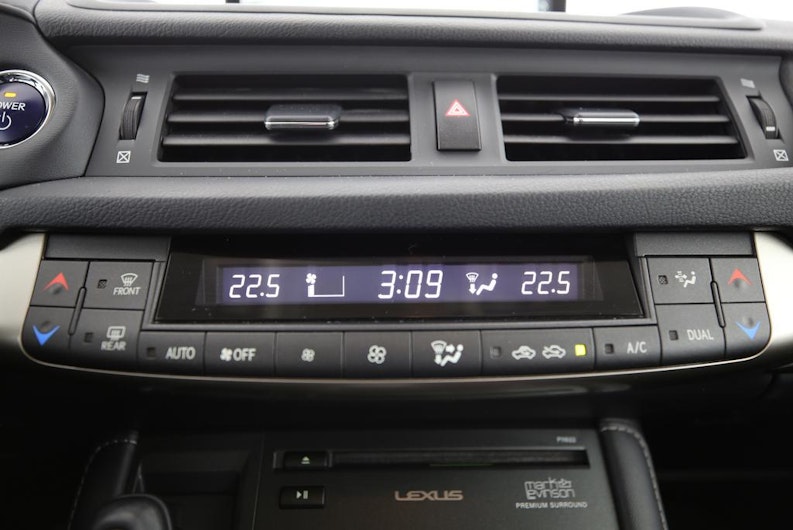 POWER
22.5 3:09 22.5
FRONT
REAR
AUTO
OFF
A/C
DUAL
LEXUS
Mark Levinson
PREMIUM SURROUND